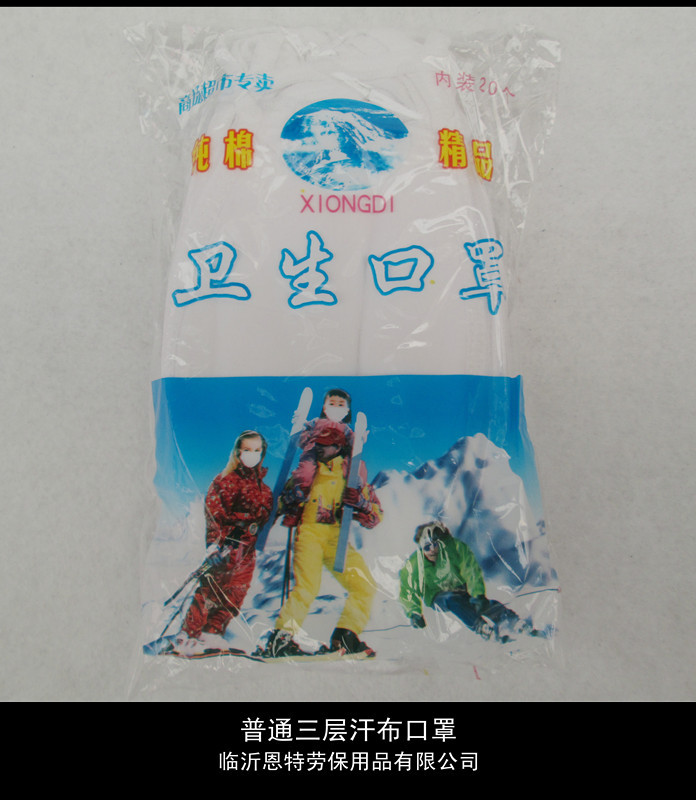 商场超市专卖
内装20个
纯棉
精品
XIONGDI
卫生口罩
普通三层汗布口罩
临沂恩特劳保用品有限公司